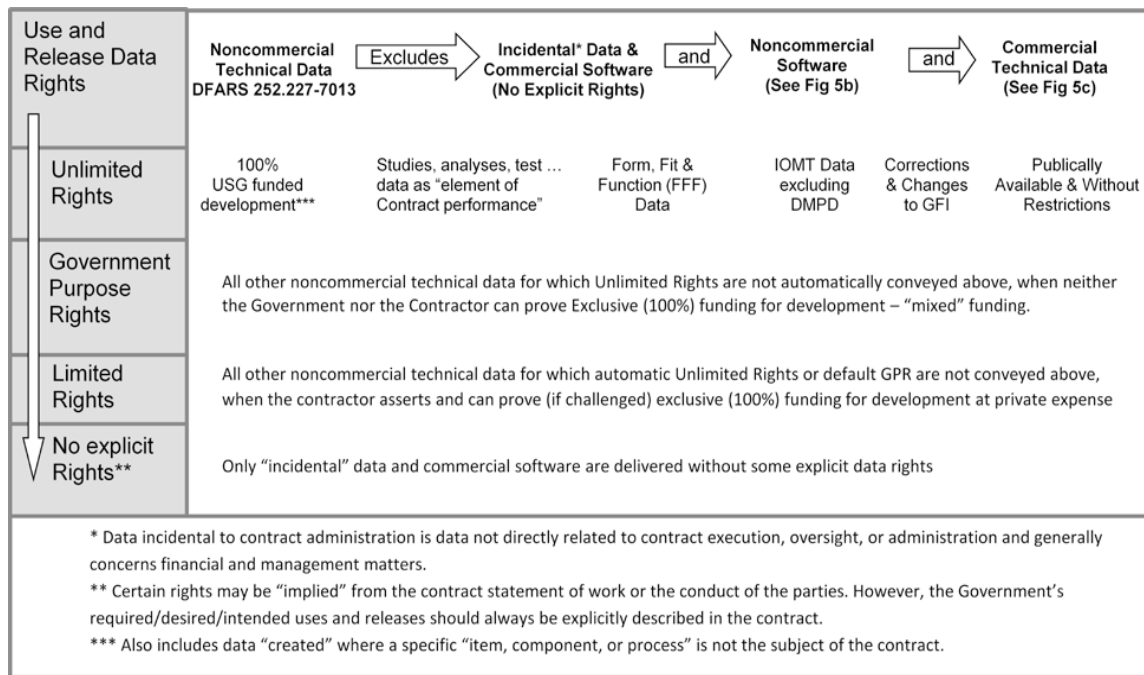 Use and
Release Data
Rights
Noncommercial
Technical Data
DFARS 252.227-7013
Excludes
Incidental* Data &
Commercial Software
(No Explicit Rights)
and
Noncommercial
Software
(See Fig 5b)
and
Commercial
Technical Data
(See Fig 5c)
Unlimited
Rights
100%
USG funded
development***
Studies, analyses, test …
data as “element of
Contract performance”
Form, Fit &
Function (FFF)
Data
IOMT Data
excluding
DMPD
Corrections
& Changes
to GFI
Publically
Available & Without
Restrictions
Government
Purpose
Rights
All other noncommercial technical data for which Unlimited Rights are not automatically conveyed above, when neither
the Government nor the Contractor can prove Exclusive (100%) funding for development – “mixed” funding.
Limited
Rights
All other noncommercial technical data for which automatic Unlimited Rights or default GPR are not conveyed above,
when the contractor asserts and can prove (if challenged) exclusive (100%) funding for development at private expense
No explicit
Rights**
Only “incidental” data and commercial software are delivered without some explicit data rights
* Data incidental to contract administration is data not directly related to contract execution, oversight, or administration and generally
concerns financial and management matters.
** Certain rights may be “implied” from the contract statement of work or the conduct of the parties. However, the Government’s
required/desired/intended uses and releases should always be explicitly described in the contract.
*** Also includes data “created” where a specific “item, component, or process” is not the subject of the contract.